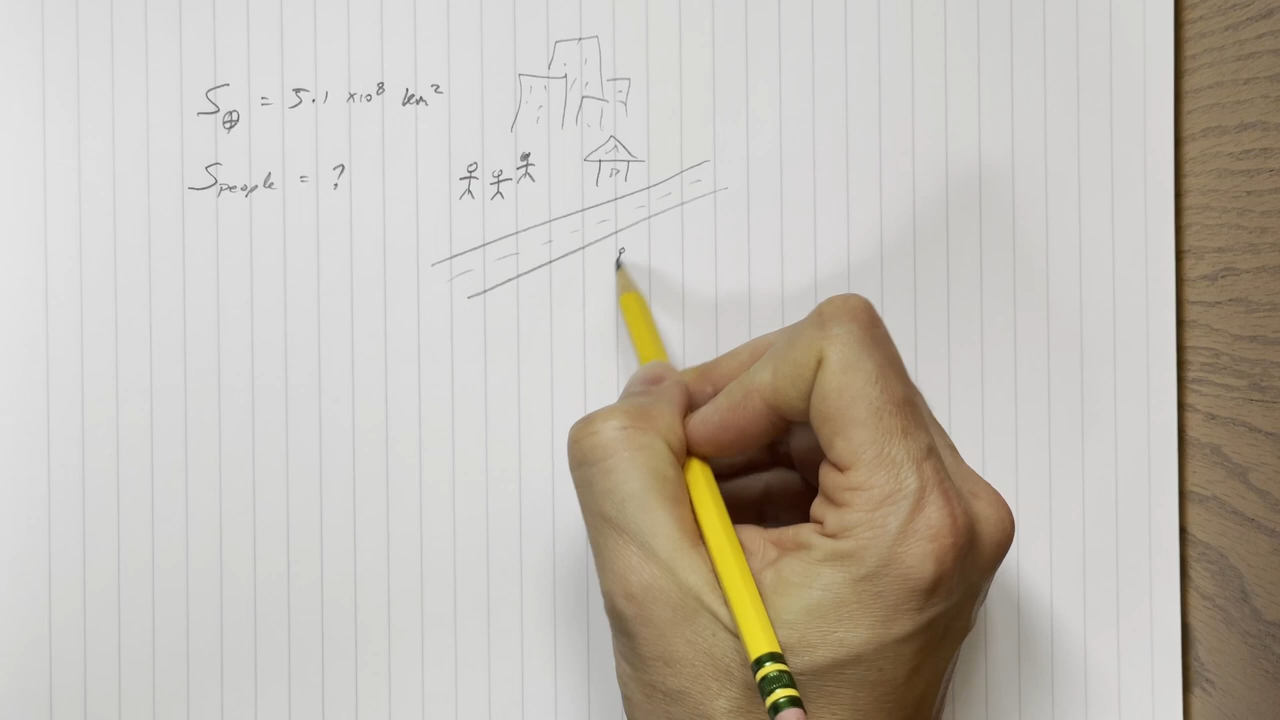 S⊕ = 5.1 ×10⁸ km²
Speople = ?